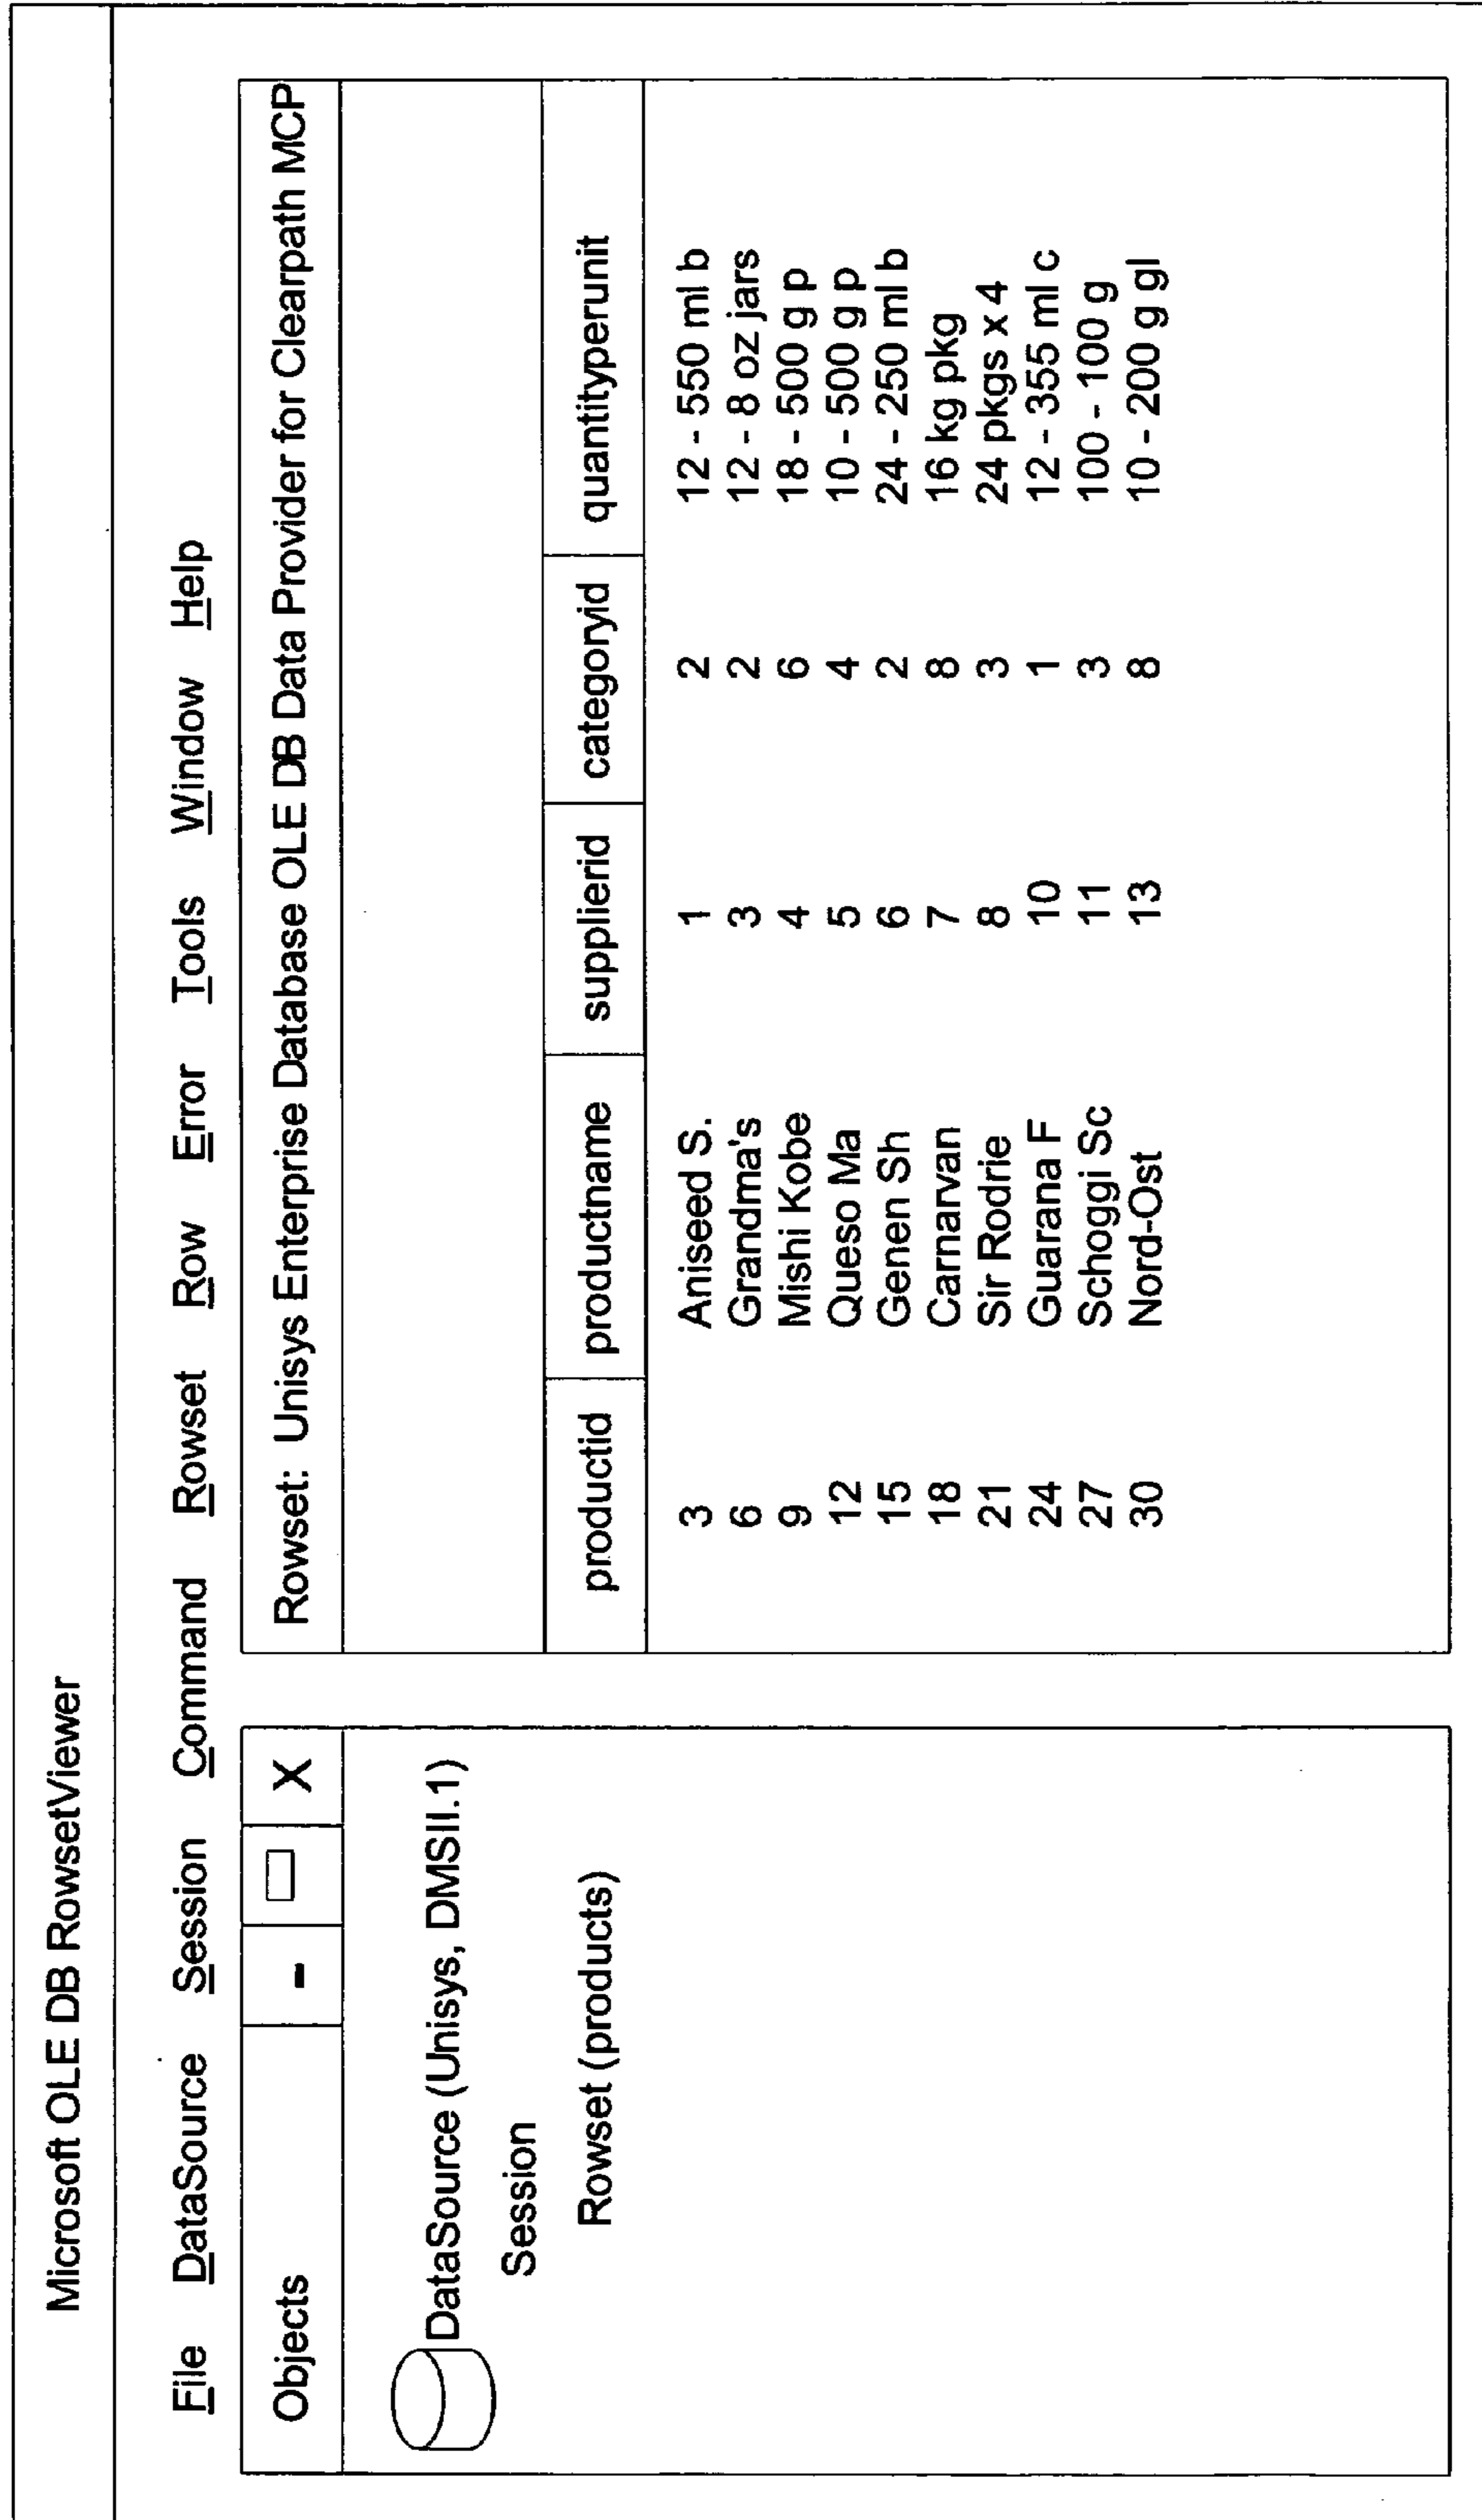 Microsoft OLE DB RowsetViewer
File DataSource Session Command Rowset Row Error Tools Window Help
Objects - X
DataSource (Unisys, DMSII.1)
Session
Rowset (products)
Rowset: Unisys Enterprise Database OLE DB Data Provider for Clearpath MCP
productid productname supplierid categoryid quantityperunit
3 Aniseed S. 1 2 12 - 550 ml b
6 Grandma's 3 2 12 - 8 oz jars
9 Mishi Kobe 4 6 18 - 500 g p
12 Queso Ma 5 4 10 - 500 g p
15 Genen Sh 6 2 24 - 250 ml b
18 Carnarvan 7 8 16 kg pkg
21 Sir Rodrie 8 3 24 pkgs x 4
24 Guarana F 10 1 12 - 355 ml c
27 Schoggi Sc 11 3 100 - 100 g
30 Nord-Ost 13 8 10 - 200 g gl